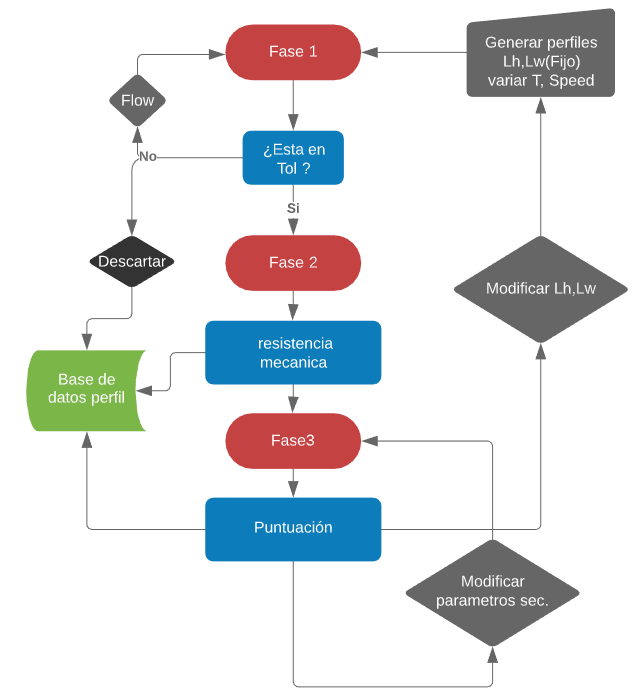 Generar perfiles
Lh,Lw(Fijo)
variar T, Speed
Fase 1
Flow
¿Esta en
Tol ?
No
Si
Descartar
Fase 2
Modificar Lh,Lw
resistencia
mecanica
Base de
datos perfil
Fase3
Puntuación
Modificar
parametros sec.